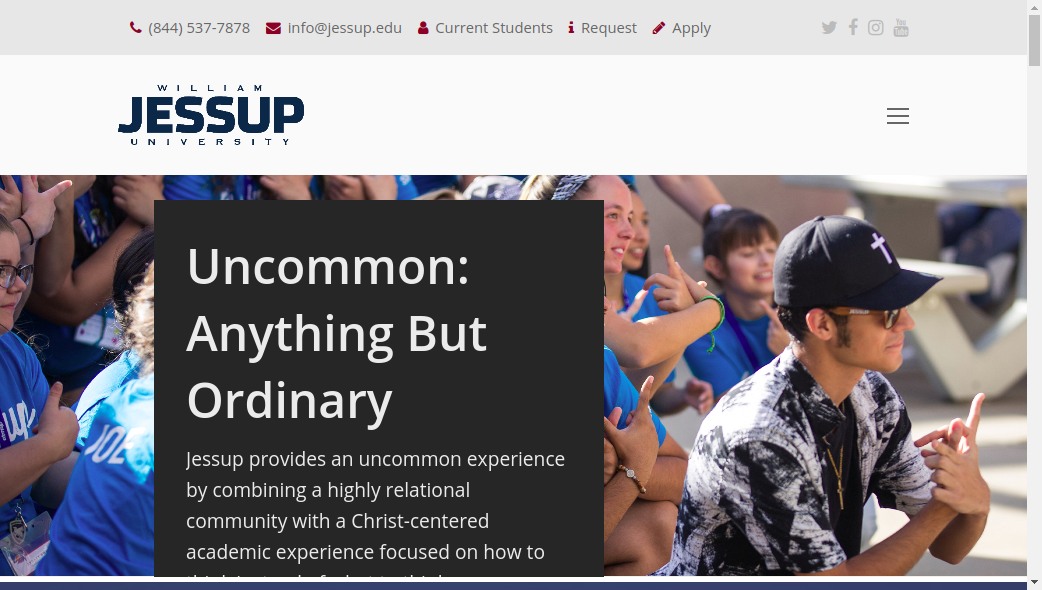 (844) 537-7878 info@jessup.edu Current Students Request Apply
WILLIAM
JESSUP
UNIVERSITY
Uncommon:
Anything But
Ordinary
Jessup provides an uncommon experience
by combining a highly relational
community with a Christ-centered
academic experience focused on how to
JOE